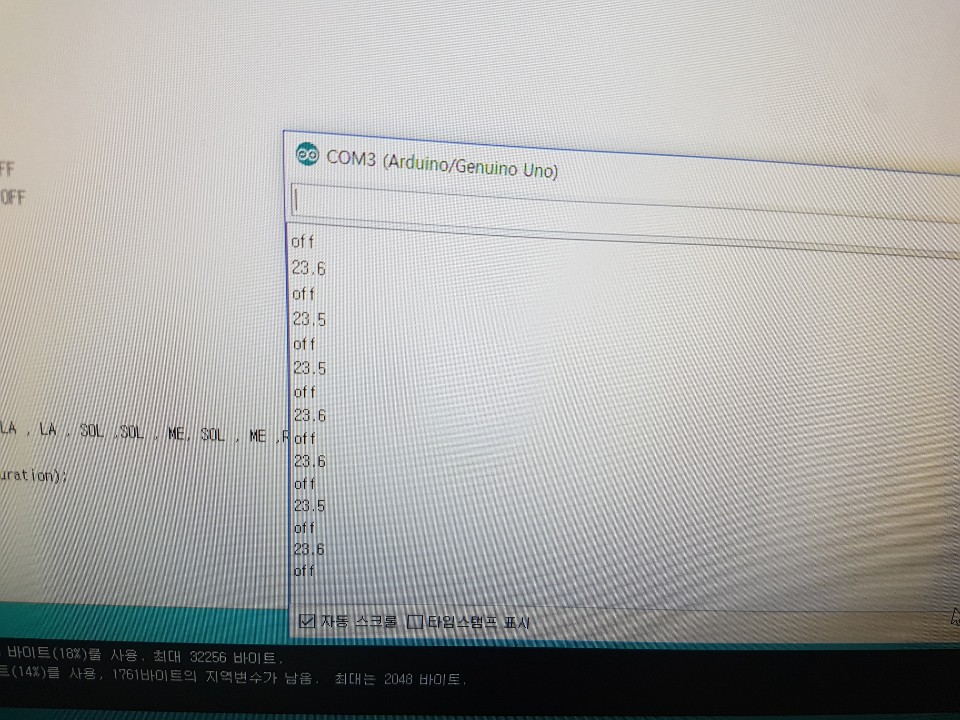 FF
OFF
COM3 (Arduino/Genuino Uno)
off
23.6
off
23.5
off
23.5
off
23.6
off
23.6
off
23.5
off
23.6
off
LA , LA , SOL ,SOL , ME, SOL , ME ,R
uration);
자동 스크롤 타임스탬프 표시
바이트(18%)를 사용. 최대 32256 바이트.
트(14%)를 사용, 1761바이트의 지역변수가 남음. 최대는 2048 바이트.